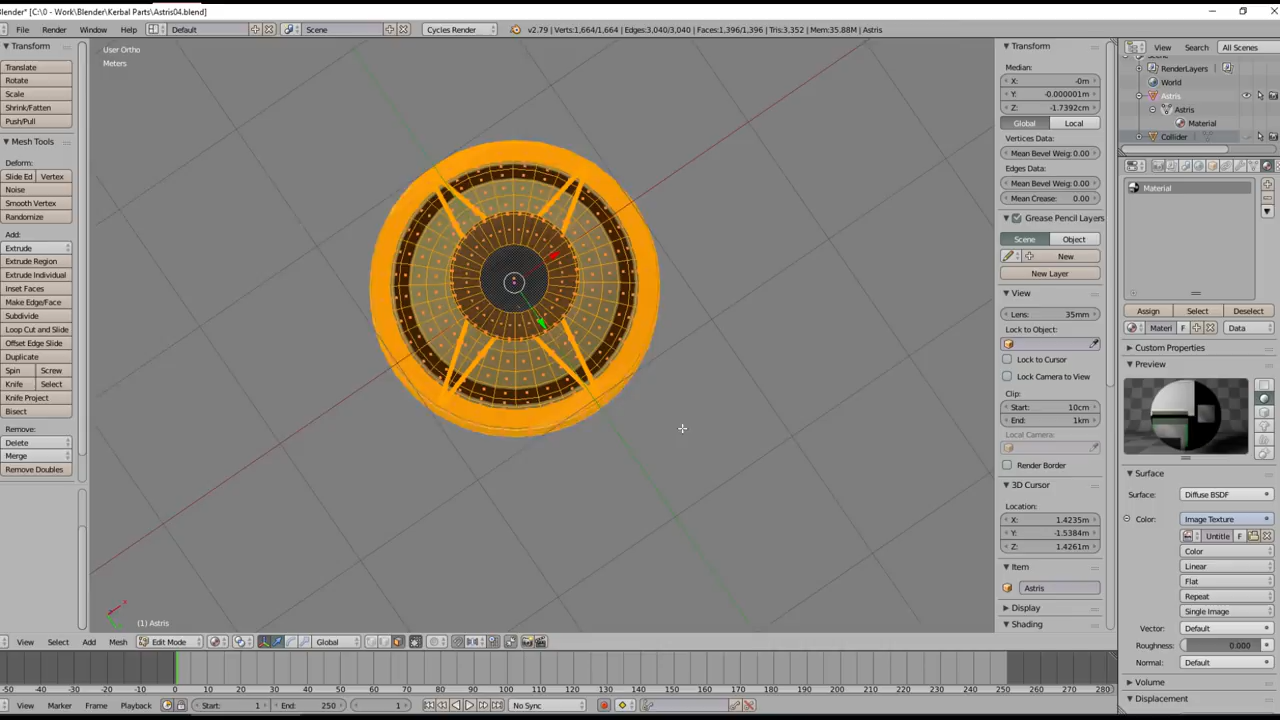 Blender* [C:\0 - Work\Blender\Kerbal Parts\Astris04.blend]
File Render Window Help Default Scene Cycles Render v2.79 | Verts:1,664/1,664 | Edges:3,040/3,040 | Faces:1,396/1,396 | Tris:3,352 | Mem:35.88M | Astris
Transform
Translate
Rotate
Scale
Shrink/Fatten
Push/Pull
Mesh Tools
Deform:
Slide Ed Vertex
Noise
Smooth Vertex
Randomize
Add:
Extrude
Extrude Region
Extrude Individual
Inset Faces
Make Edge/Face
Subdivide
Loop Cut and Slide
Offset Edge Slide
Duplicate
Spin Screw
Knife Select
Knife Project
Bisect
Remove:
Delete
Merge
Remove Doubles
User Ortho
Meters
(1) Astris
Transform
Median:
X: -0m
Y: -0.000001m
Z: -1.7392cm
Global Local
Vertices Data:
Mean Bevel Weig:0.00
Edges Data:
Mean Bevel Weig:0.00
Mean Crease: 0.00
Grease Pencil Layers
Scene Object
New
New Layer
View
Lens: 35mm
Lock to Object:
Lock to Cursor
Lock Camera to View
Clip:
Start: 10cm
End: 1km
Local Camera:
Render Border
3D Cursor
Location:
X: 1.4235m
Y: -1.5384m
Z: 1.4261m
Item
Astris
Display
Shading
View Search All Scenes
RenderLayers
World
Astris
Astris
Material
Collider
Material
Assign Select Deselect
Materi F Data
Custom Properties
Preview
Surface
Surface: Diffuse BSDF
Color: Image Texture
Untitle F
Color
Linear
Flat
Repeat
Single Image
Vector: Default
Roughness: 0.000
Normal: Default
Volume
Displacement
View Select Add Mesh Edit Mode Global
-50 -40 -30 -20 -10 0 10 20 30 40 50 60 70 80 90 100 110 120 130 140 150 160 170 180 190 200 210 220 230 240 250 260 270 280
View Marker Frame Playback Start: 1 End: 250 1 No Sync